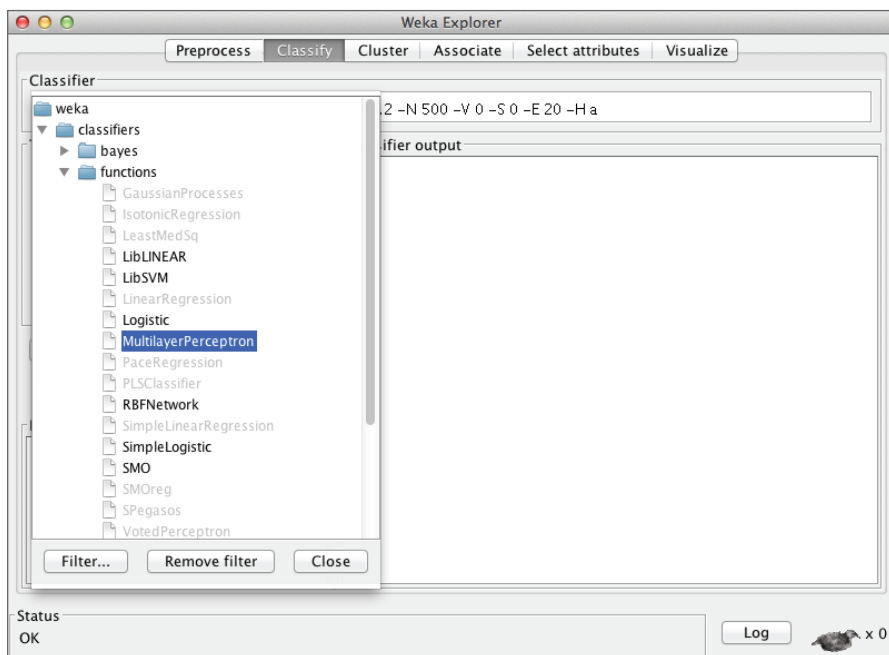 Weka Explorer
Preprocess Classify Cluster Associate Select attributes Visualize
Classifier
weka
.2 -N 500 -V 0 -S 0 -E 20 -H a
classifiers
ifier output
bayes
functions
GaussianProcesses
IsotonicRegression
LeastMedSq
LibLINEAR
LibSVM
LinearRegression
Logistic
MultilayerPerceptron
PaceRegression
PLSClassifier
RBFNetwork
SimpleLinearRegression
SimpleLogistic
SMO
SMOreg
SPegasos
VotedPerceptron
Filter... Remove filter Close
Status
OK
Log
x 0